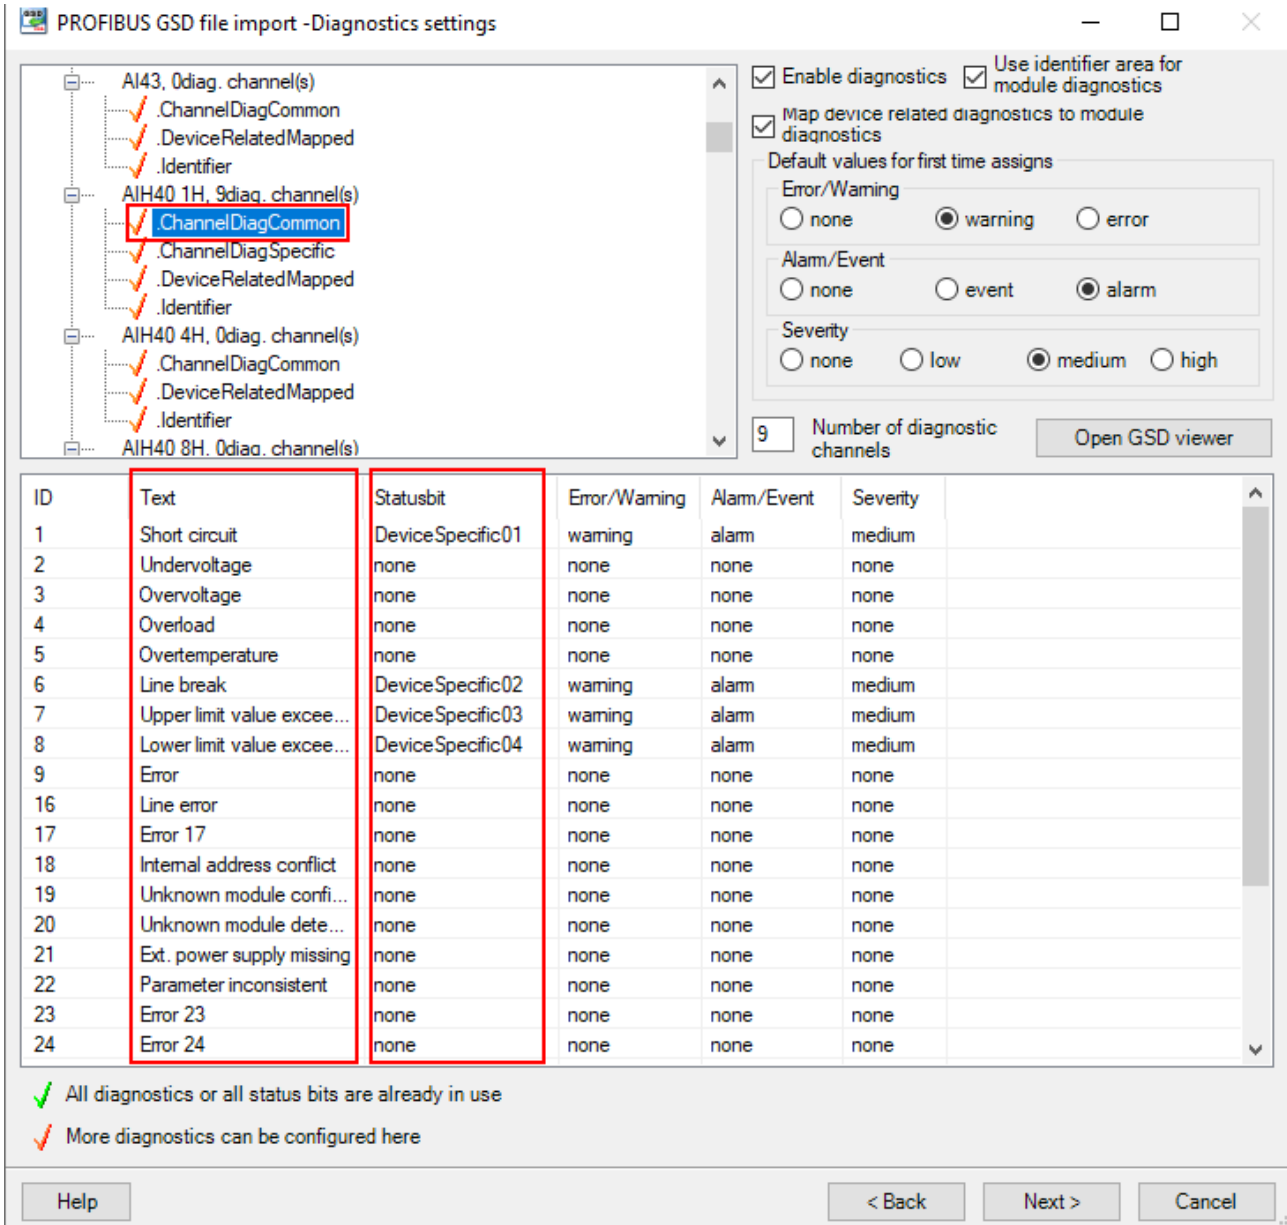 PROFIBUS GSD file import -Diagnostics settings
AI43, 0diag. channel(s)
.ChannelDiagCommon
.DeviceRelatedMapped
.Identifier
AIH40 1H, 9diag. channel(s)
.ChannelDiagCommon
.ChannelDiagSpecific
.DeviceRelatedMapped
.Identifier
AIH40 4H, 0diag. channel(s)
.ChannelDiagCommon
.DeviceRelatedMapped
.Identifier
AIH40 8H, 0diag. channel(s)
Enable diagnostics
Use identifier area for
module diagnostics
Map device related diagnostics to module
diagnostics
Default values for first time assigns
Error/Warning
none warning error
Alarm/Event
none event alarm
Severity
none low medium high
9 Number of diagnostic
channels
Open GSD viewer
ID Text Statusbit Error/Warning Alarm/Event Severity
1 Short circuit DeviceSpecific01 warning alarm medium
2 Undervoltage none none none none
3 Overvoltage none none none none
4 Overload none none none none
5 Overtemperature none none none none
6 Line break DeviceSpecific02 warning alarm medium
7 Upper limit value excee... DeviceSpecific03 warning alarm medium
8 Lower limit value excee... DeviceSpecific04 warning alarm medium
9 Error none none none none
16 Line error none none none none
17 Error 17 none none none none
18 Internal address conflict none none none none
19 Unknown module confi... none none none none
20 Unknown module dete... none none none none
21 Ext. power supply missing none none none none
22 Parameter inconsistent none none none none
23 Error 23 none none none none
24 Error 24 none none none none
All diagnostics or all status bits are already in use
More diagnostics can be configured here
Help < Back Next > Cancel